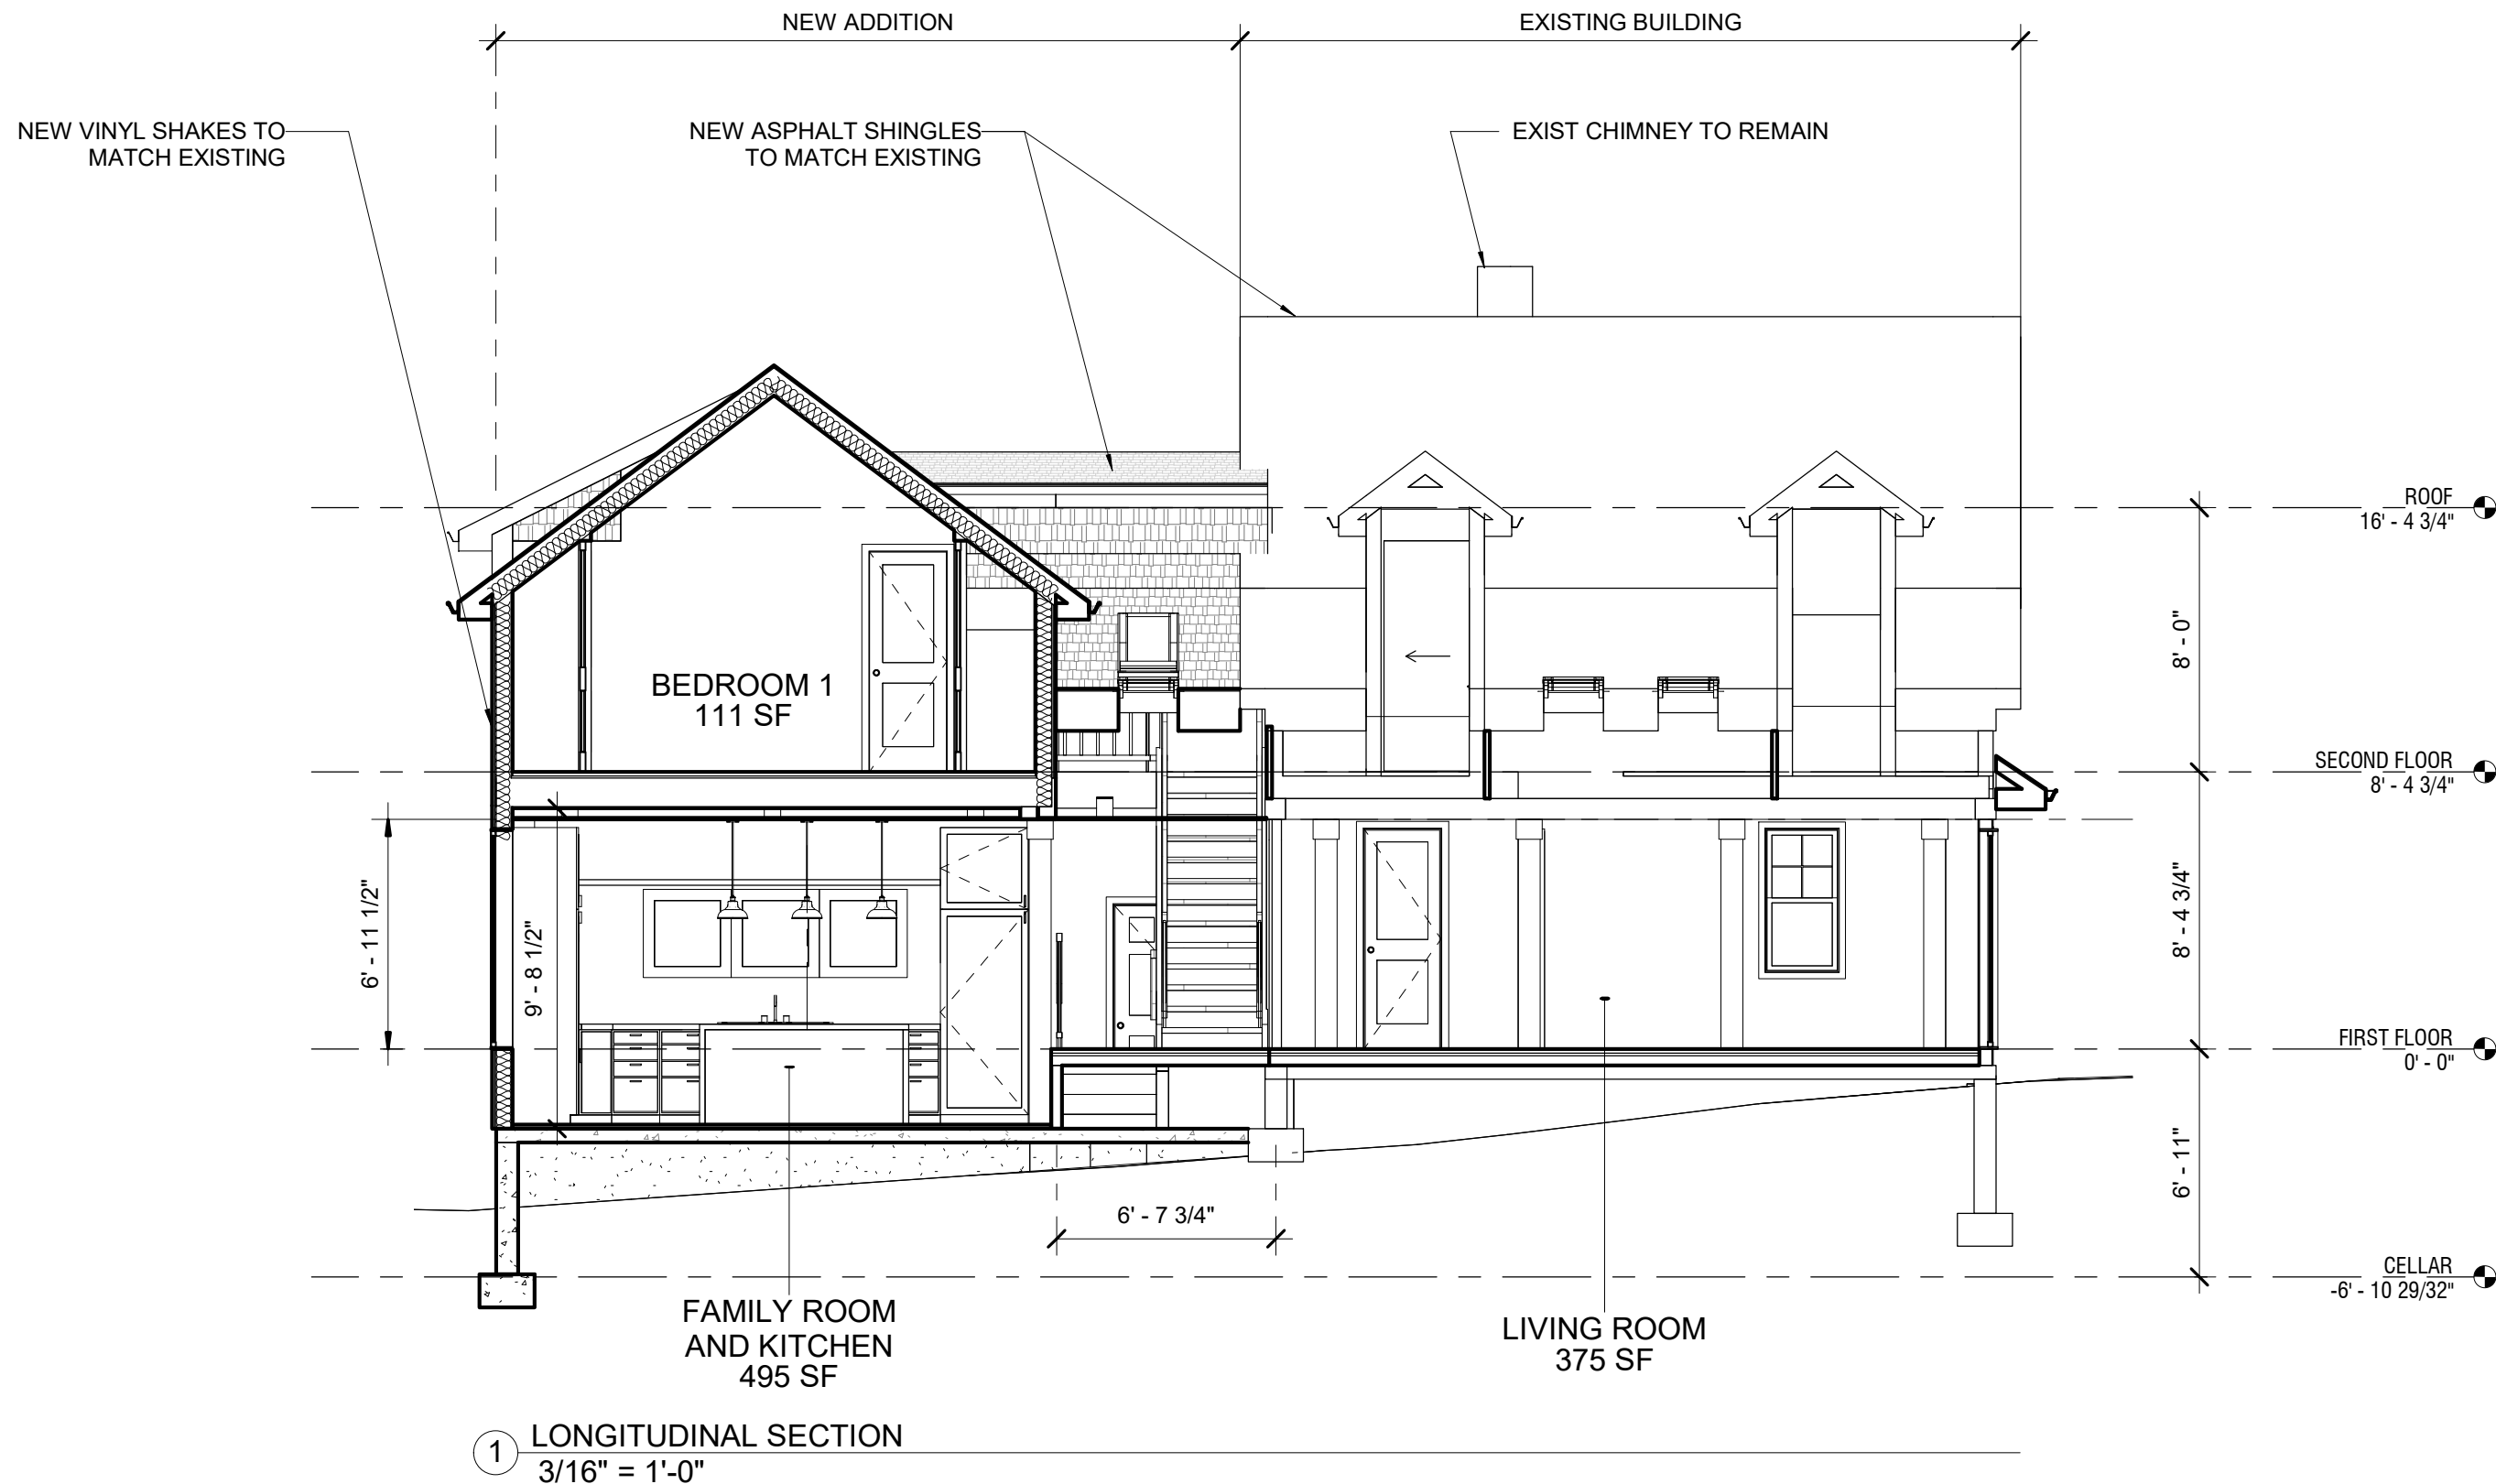 NEW ADDITION
EXISTING BUILDING
NEW VINYL SHAKES TO
MATCH EXISTING
NEW ASPHALT SHINGLES
TO MATCH EXISTING
EXIST CHIMNEY TO REMAIN
ROOF
16' - 4 3/4"
8' - 0"
BEDROOM 1
111 SF
SECOND FLOOR
8' - 4 3/4"
6' - 11 1/2"
9' - 8 1/2"
8' - 4 3/4"
FIRST FLOOR
0' - 0"
6' - 11"
6' - 7 3/4"
CELLAR
-6' - 10 29/32"
FAMILY ROOM
AND KITCHEN
495 SF
LIVING ROOM
375 SF
1
LONGITUDINAL SECTION
3/16" = 1'-0"